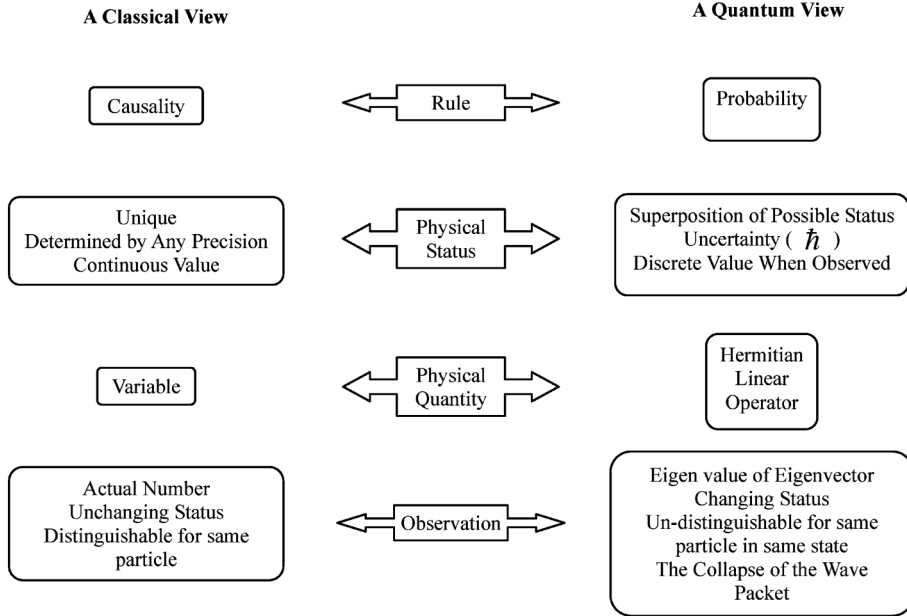 A Classical View
A Quantum View
Causality
Rule
Probability
Unique
Determined by Any Precision
Continuous Value
Physical
Status
Superposition of Possible Status
Uncertainty ( ℏ )
Discrete Value When Observed
Variable
Physical
Quantity
Hermitian
Linear
Operator
Actual Number
Unchanging Status
Distinguishable for same
particle
Observation
Eigen value of Eigenvector
Changing Status
Un-distinguishable for same
particle in same state
The Collapse of the Wave
Packet